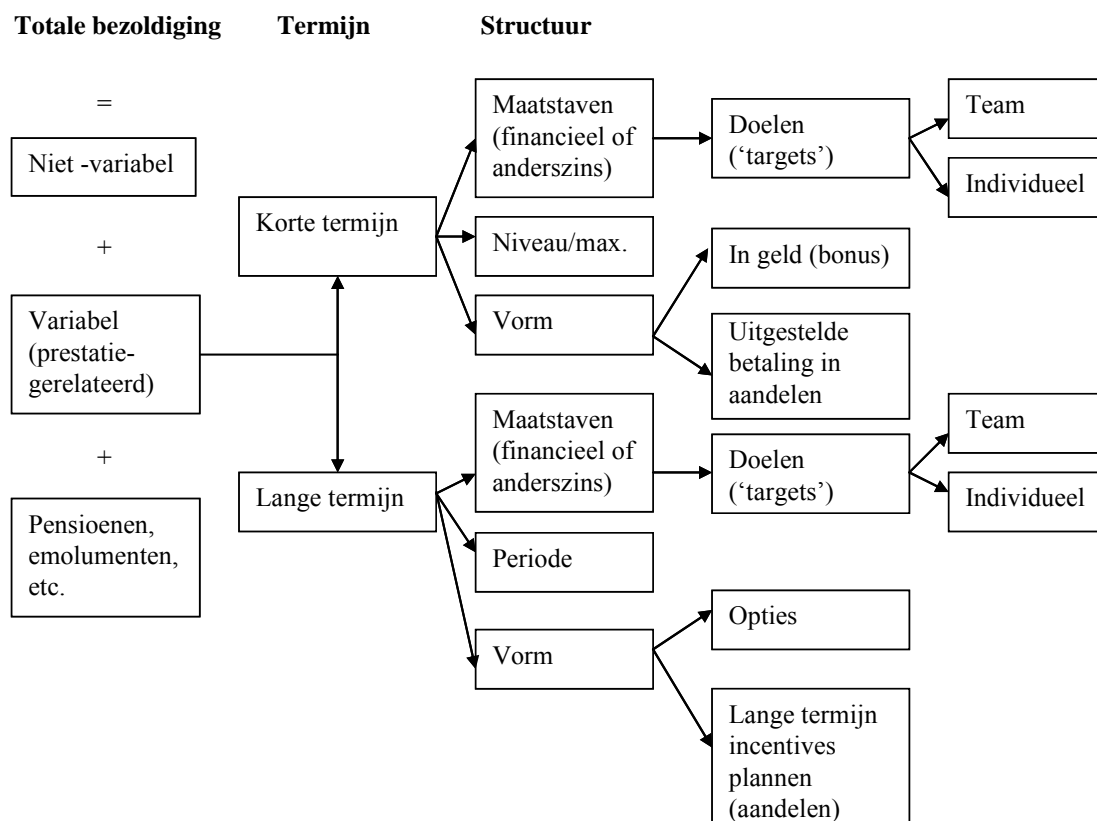 Totale bezoldiging Termijn Structuur
=
Niet -variabel
+
Variabel
(prestatie-
gerelateerd)
+
Pensioenen,
emolumenten,
etc.
Korte termijn
Lange termijn
Maatstaven
(financieel of
anderszins)
Niveau/max.
Vorm
Maatstaven
(financieel of
anderszins)
Periode
Vorm
Doelen
(‘targets’)
In geld (bonus)
Uitgestelde
betaling in
aandelen
Doelen
(‘targets’)
Opties
Lange termijn
incentives
plannen
(aandelen)
Team
Individueel
Team
Individueel